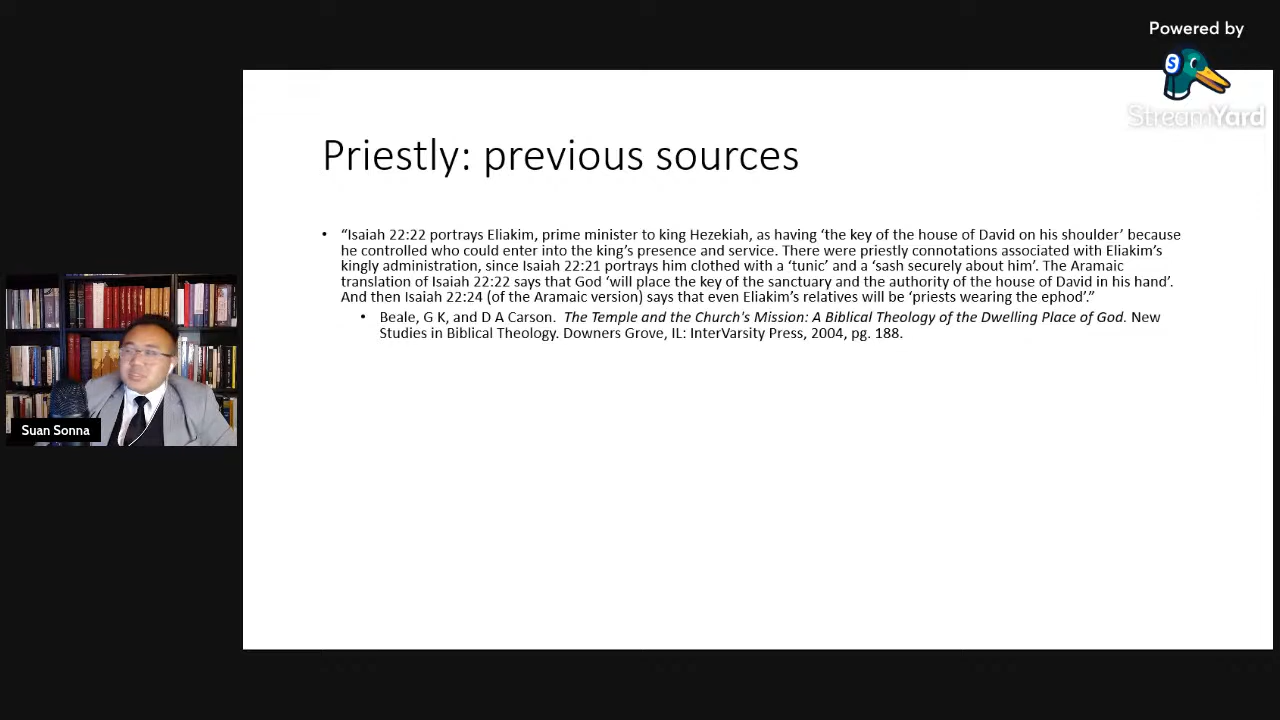 Powered by
S
StreamYard
Priestly: previous sources
• “Isaiah 22:22 portrays Eliakim, prime minister to king Hezekiah, as having ‘the key of the house of David on his shoulder’ because
he controlled who could enter into the king’s presence and service. There were priestly connotations associated with Eliakim’s
kingly administration, since Isaiah 22:21 portrays him clothed with a ‘tunic’ and a ‘sash securely about him’. The Aramaic
translation of Isaiah 22:22 says that God ‘will place the key of the sanctuary and the authority of the house of David in his hand’.
And then Isaiah 22:24 (of the Aramaic version) says that even Eliakim’s relatives will be ‘priests wearing the ephod’.”
• Beale, G K, and D A Carson. The Temple and the Church's Mission: A Biblical Theology of the Dwelling Place of God. New
Studies in Biblical Theology. Downers Grove, IL: InterVarsity Press, 2004, pg. 188.
Suan Sonna